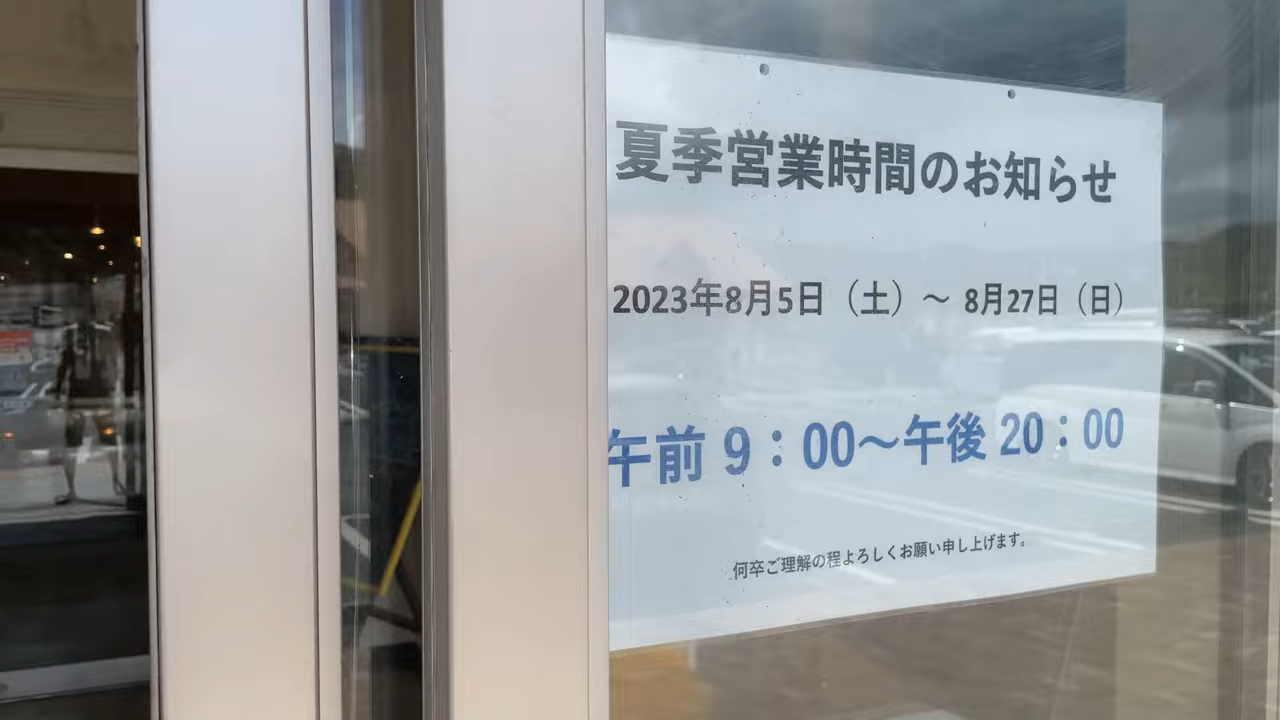 夏季営業時間のお知らせ
2023年8月5日（土）～ 8月27日（日）
午前 9：00～午後 20：00
何卒ご理解の程よろしくお願い申し上げます。